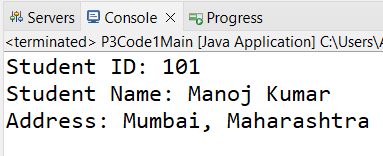 Servers Console Progress
<terminated> P3Code1Main [Java Application] C:\Users\
Student ID: 101
Student Name: Manoj Kumar
Address: Mumbai, Maharashtra